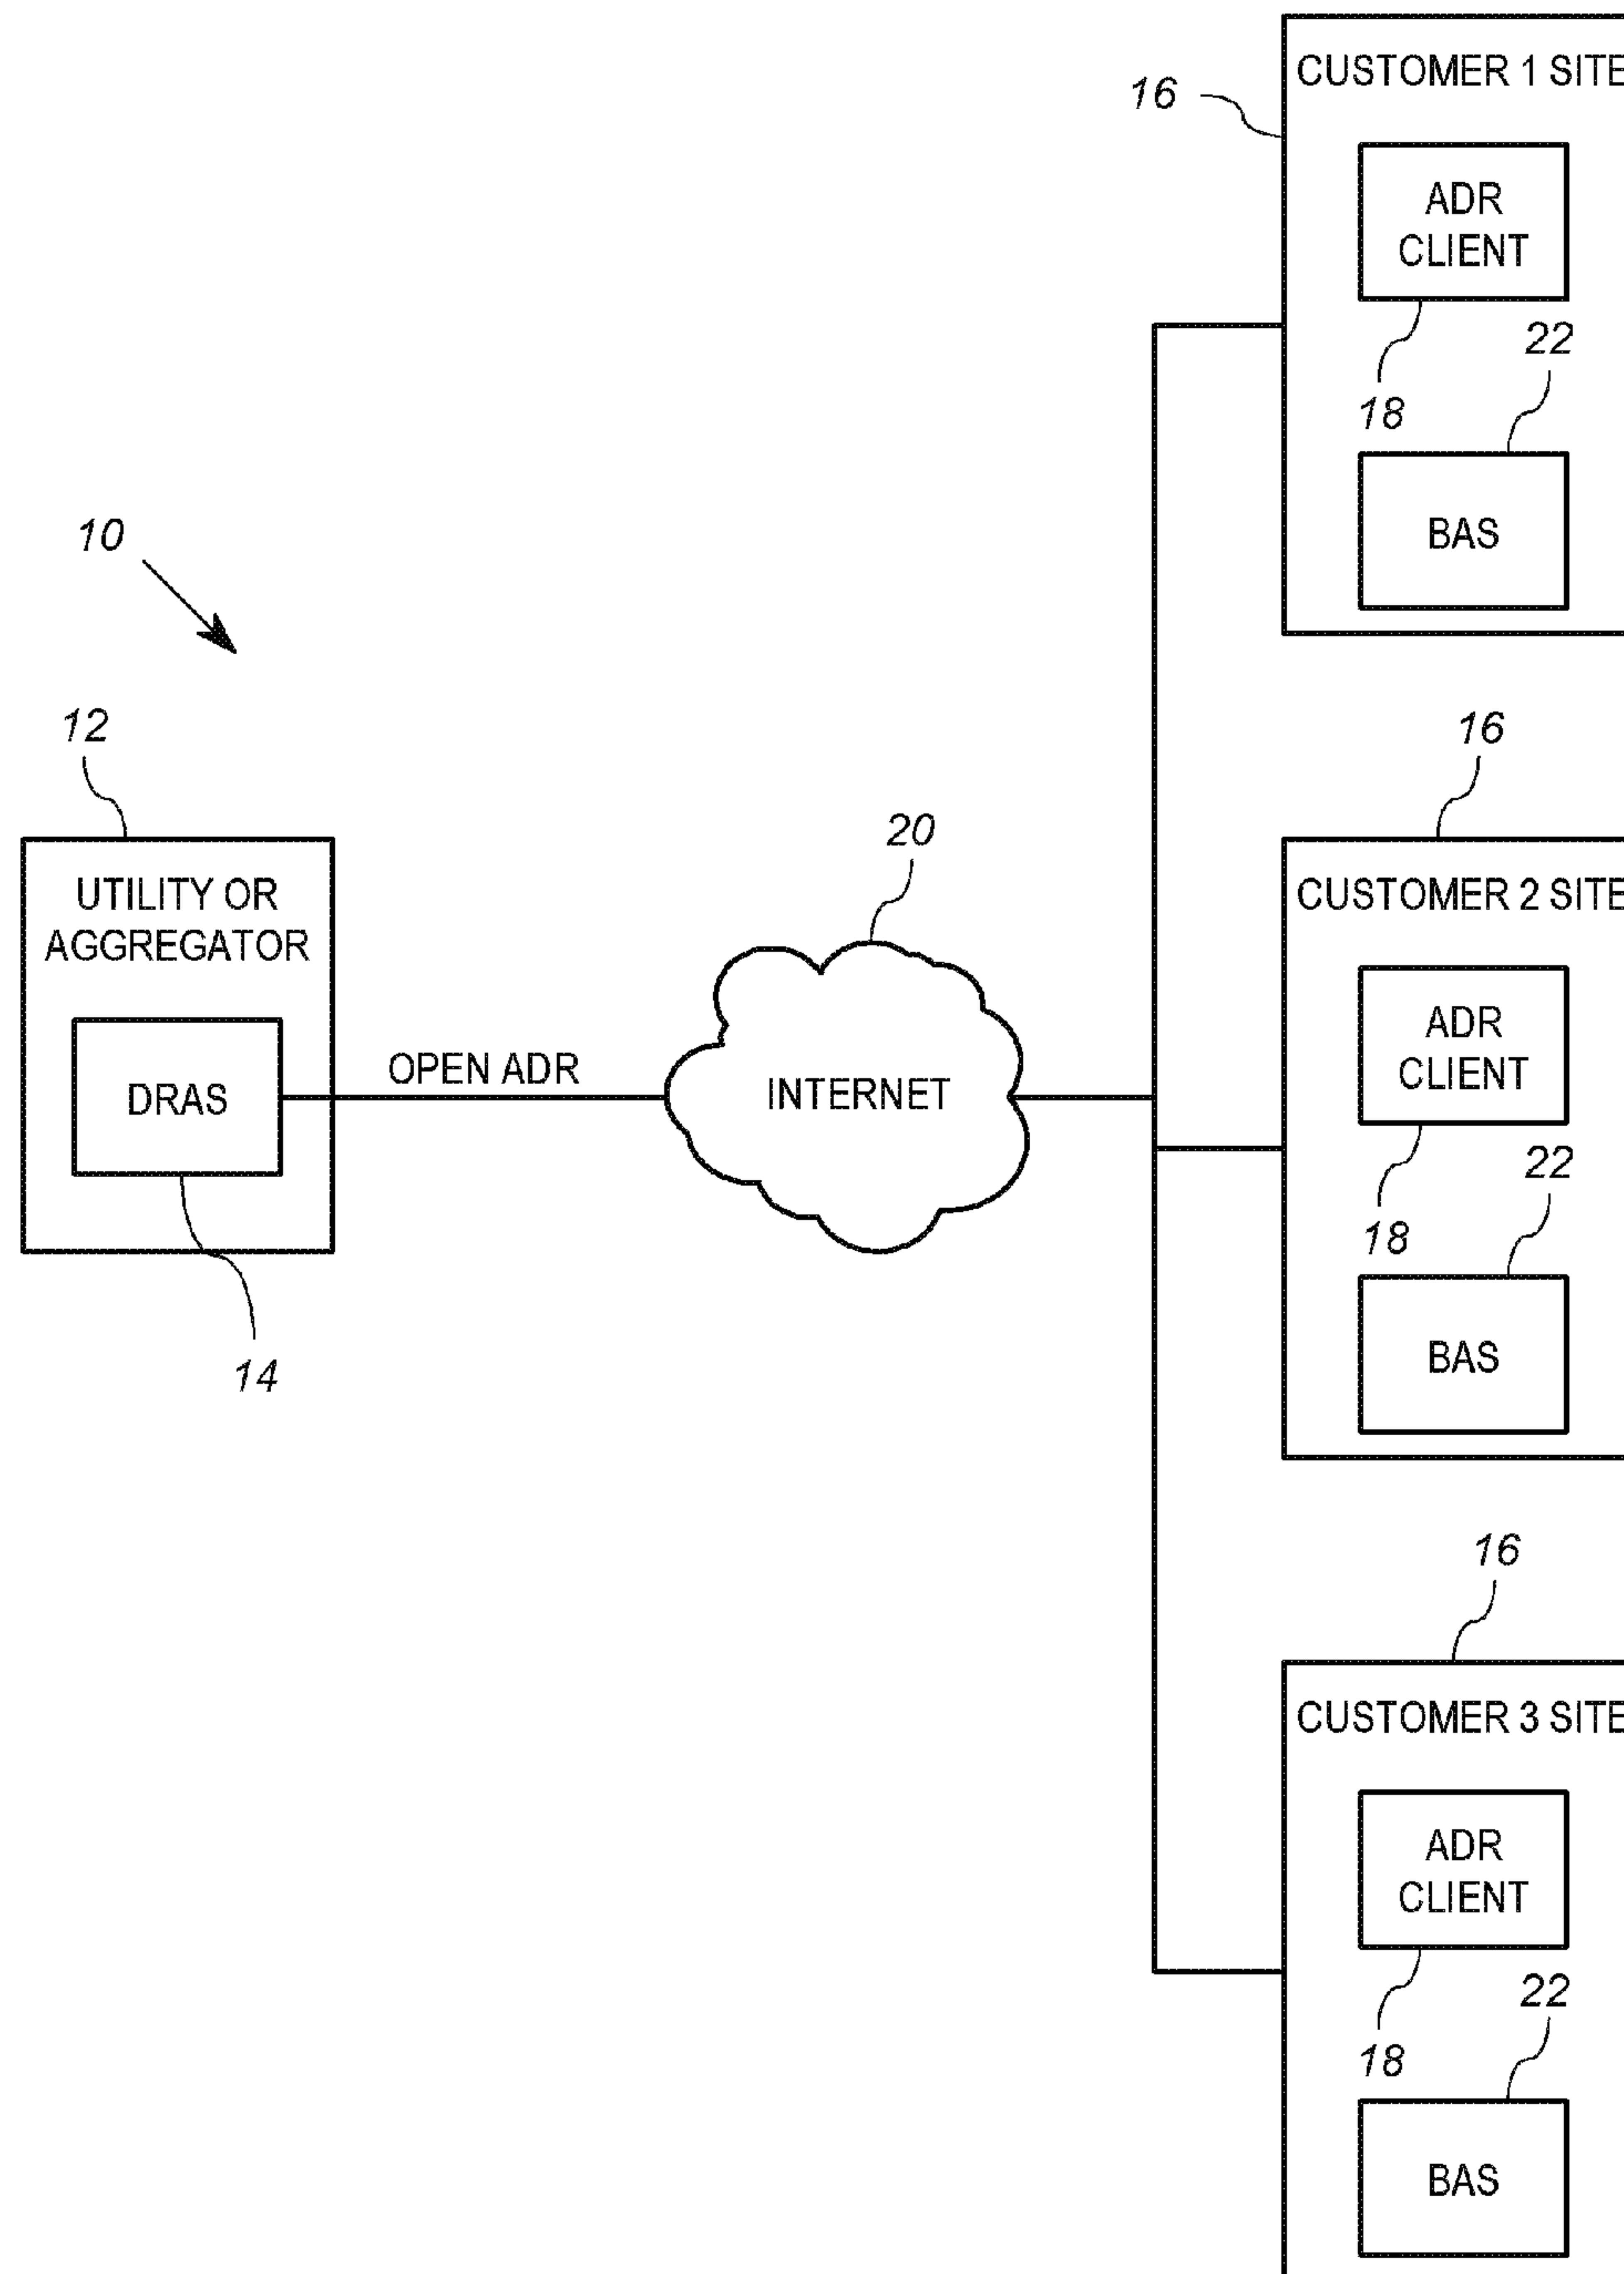 10
12
UTILITY OR
AGGREGATOR
DRAS
14
OPEN ADR
20
INTERNET
16
CUSTOMER 1 SITE
ADR
CLIENT
18
22
BAS
16
CUSTOMER 2 SITE
ADR
CLIENT
18
22
BAS
16
CUSTOMER 3 SITE
ADR
CLIENT
18
22
BAS